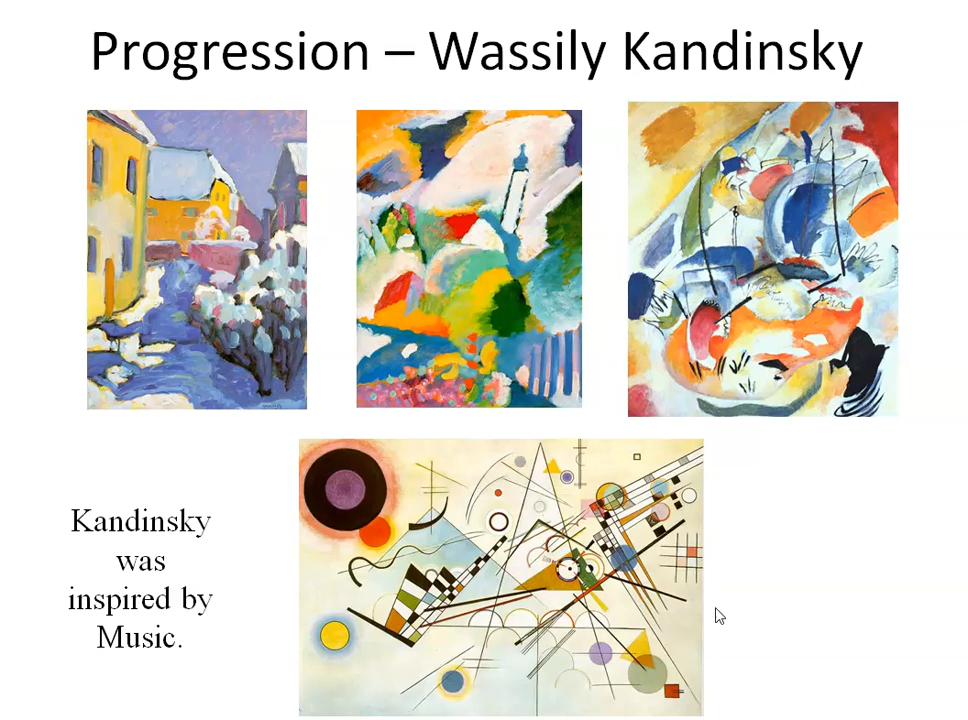 Progression – Wassily Kandinsky
Kandinsky
was
inspired by
Music.